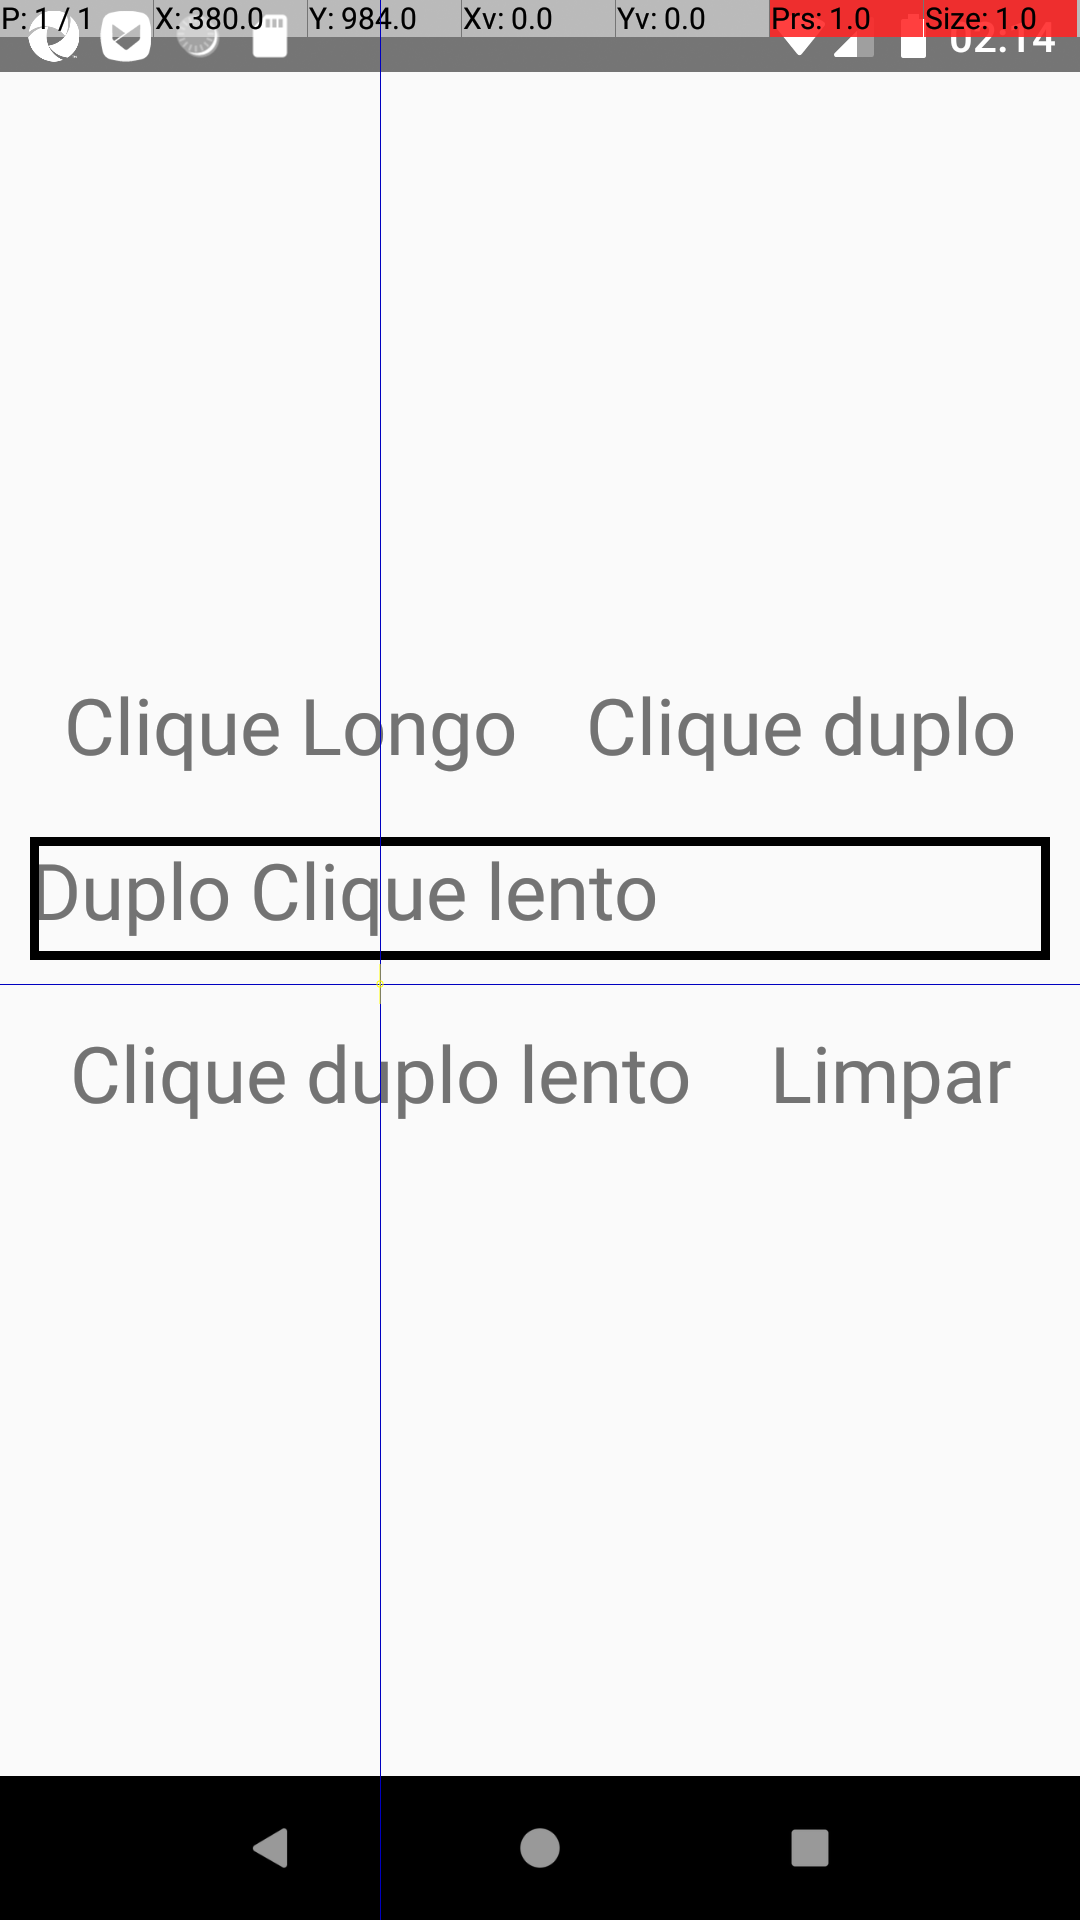 P: 1 / 1 X: 380.0 Y: 984.0 Xv: 0.0 Yv: 0.0 Prs: 1.0 Size: 1.0
02:14
Clique Longo Clique duplo
Duplo Clique lento
Clique duplo lento Limpar